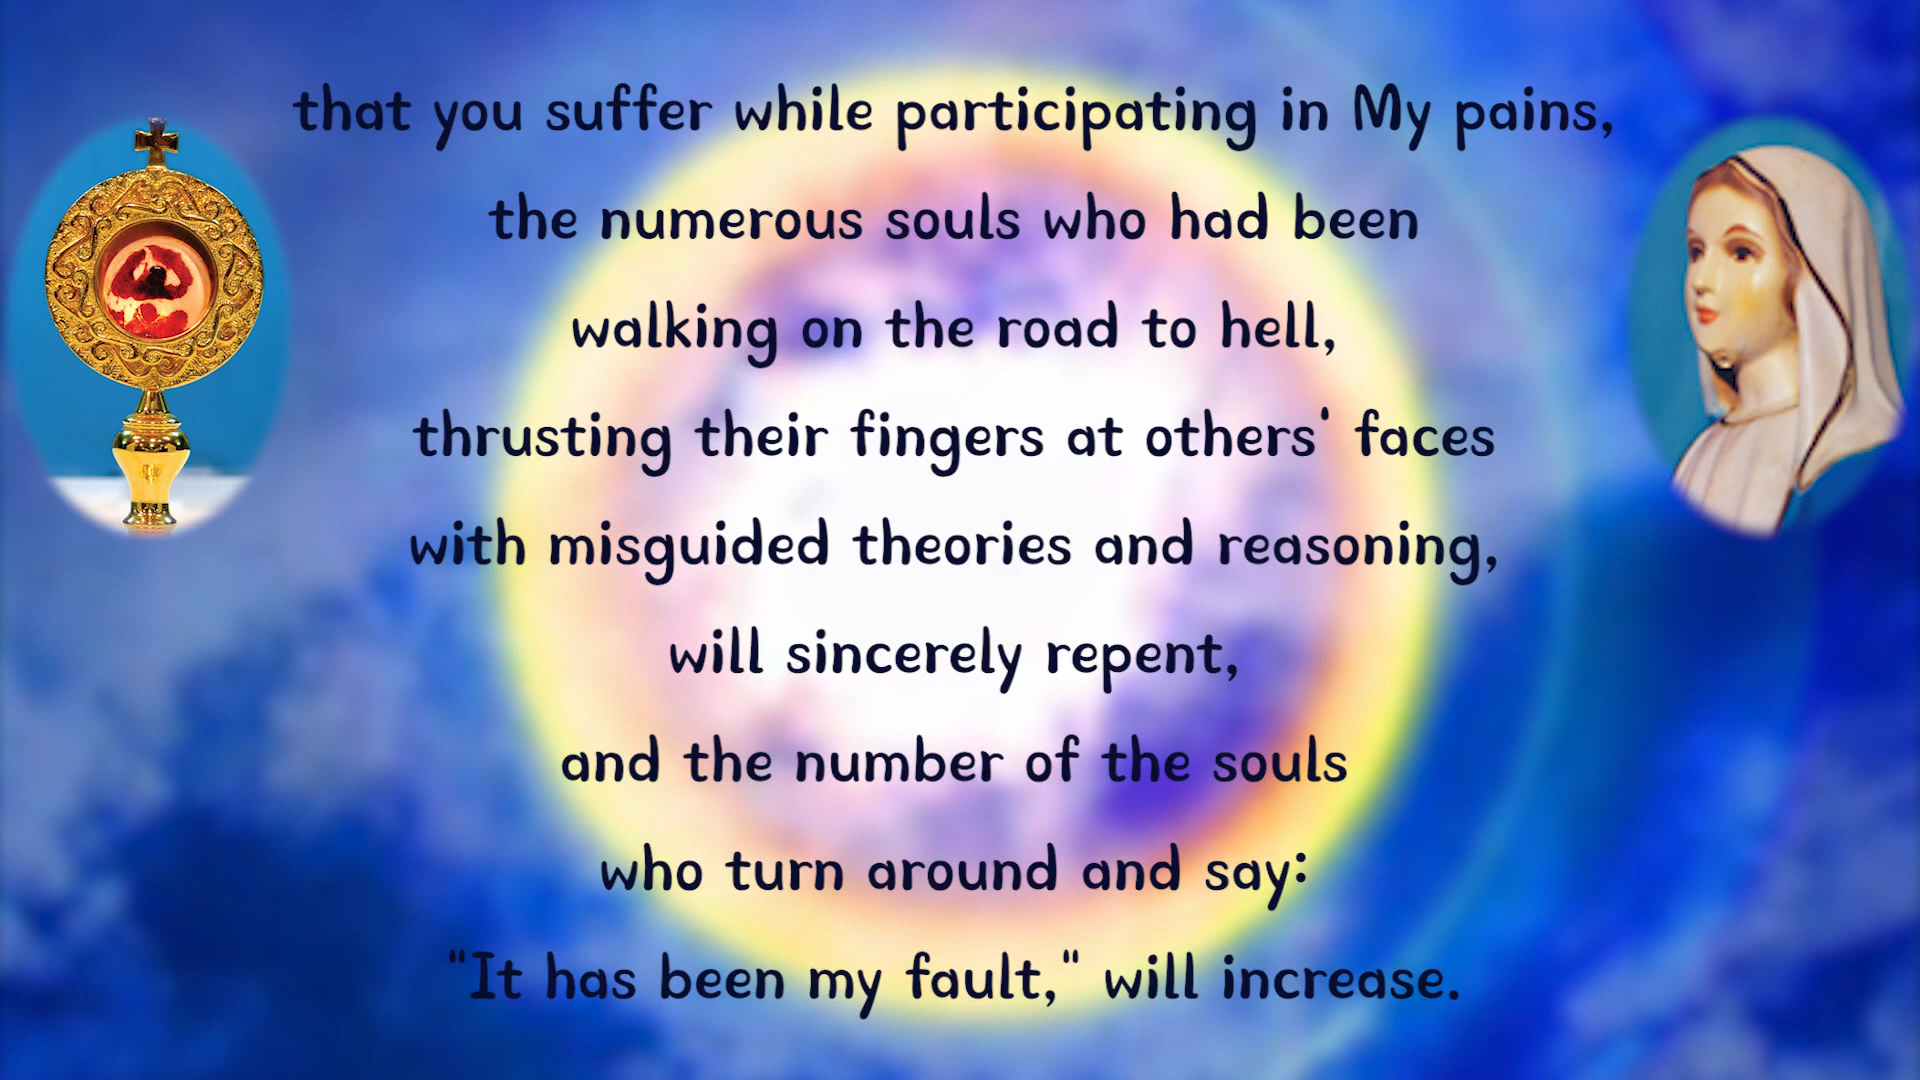 that you suffer while participating in My pains,
the numerous souls who had been
walking on the road to hell,
thrusting their fingers at others' faces
with misguided theories and reasoning,
will sincerely repent,
and the number of the souls
who turn around and say:
"It has been my fault," will increase.